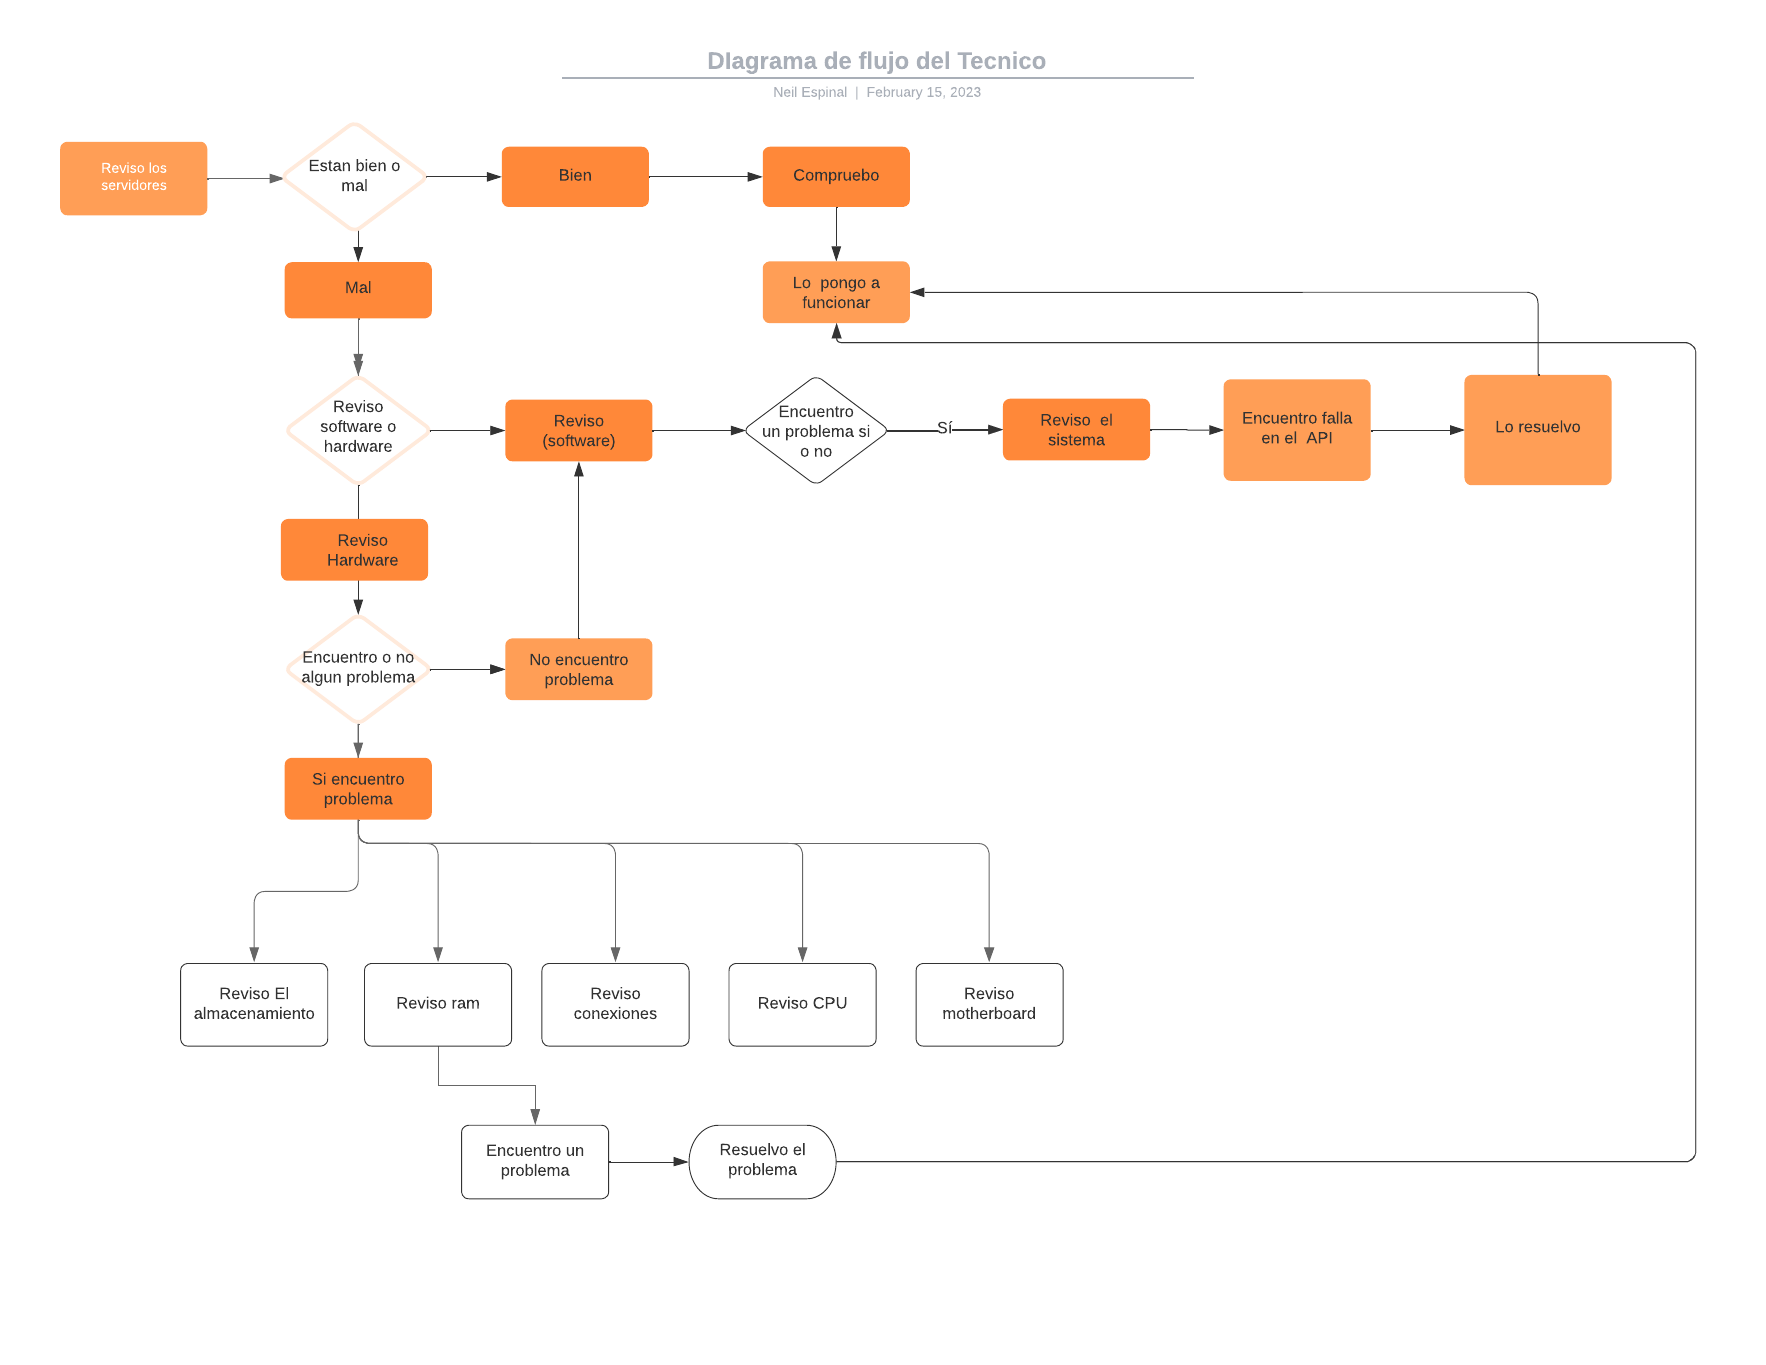 DIagrama de flujo del Tecnico
Neil Espinal | February 15, 2023
Reviso los
servidores
Estan bien o
mal
Bien
Compruebo
Mal
Lo pongo a
funcionar
Reviso
software o
hardware
Reviso
(software)
Encuentro
un problema si
o no
Sí
Reviso el
sistema
Encuentro falla
en el API
Lo resuelvo
Reviso
Hardware
Encuentro o no
algun problema
No encuentro
problema
Si encuentro
problema
Reviso El
almacenamiento
Reviso ram
Reviso
conexiones
Reviso CPU
Reviso
motherboard
Encuentro un
problema
Resuelvo el
problema